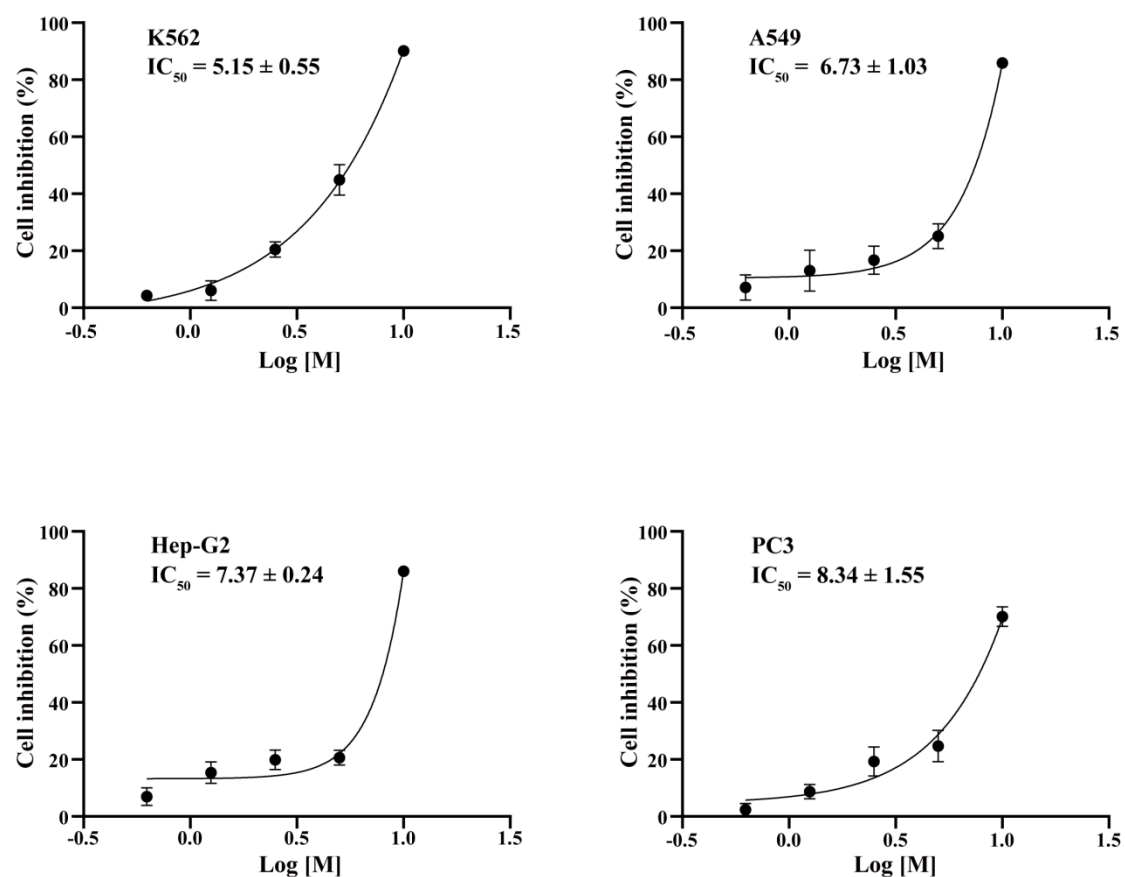 K562
IC50 = 5.15 ± 0.55
Cell inhibition (%)
100
80
60
40
20
0
-0.5
0.0
0.5
1.0
1.5
Log [M]
A549
IC50 = 6.73 ± 1.03
Cell inhibition (%)
100
80
60
40
20
0
-0.5
0.0
0.5
1.0
1.5
Log [M]
Hep-G2
IC50 = 7.37 ± 0.24
Cell inhibition (%)
100
80
60
40
20
0
-0.5
0.0
0.5
1.0
1.5
Log [M]
PC3
IC50 = 8.34 ± 1.55
Cell inhibition (%)
100
80
60
40
20
0
-0.5
0.0
0.5
1.0
1.5
Log [M]